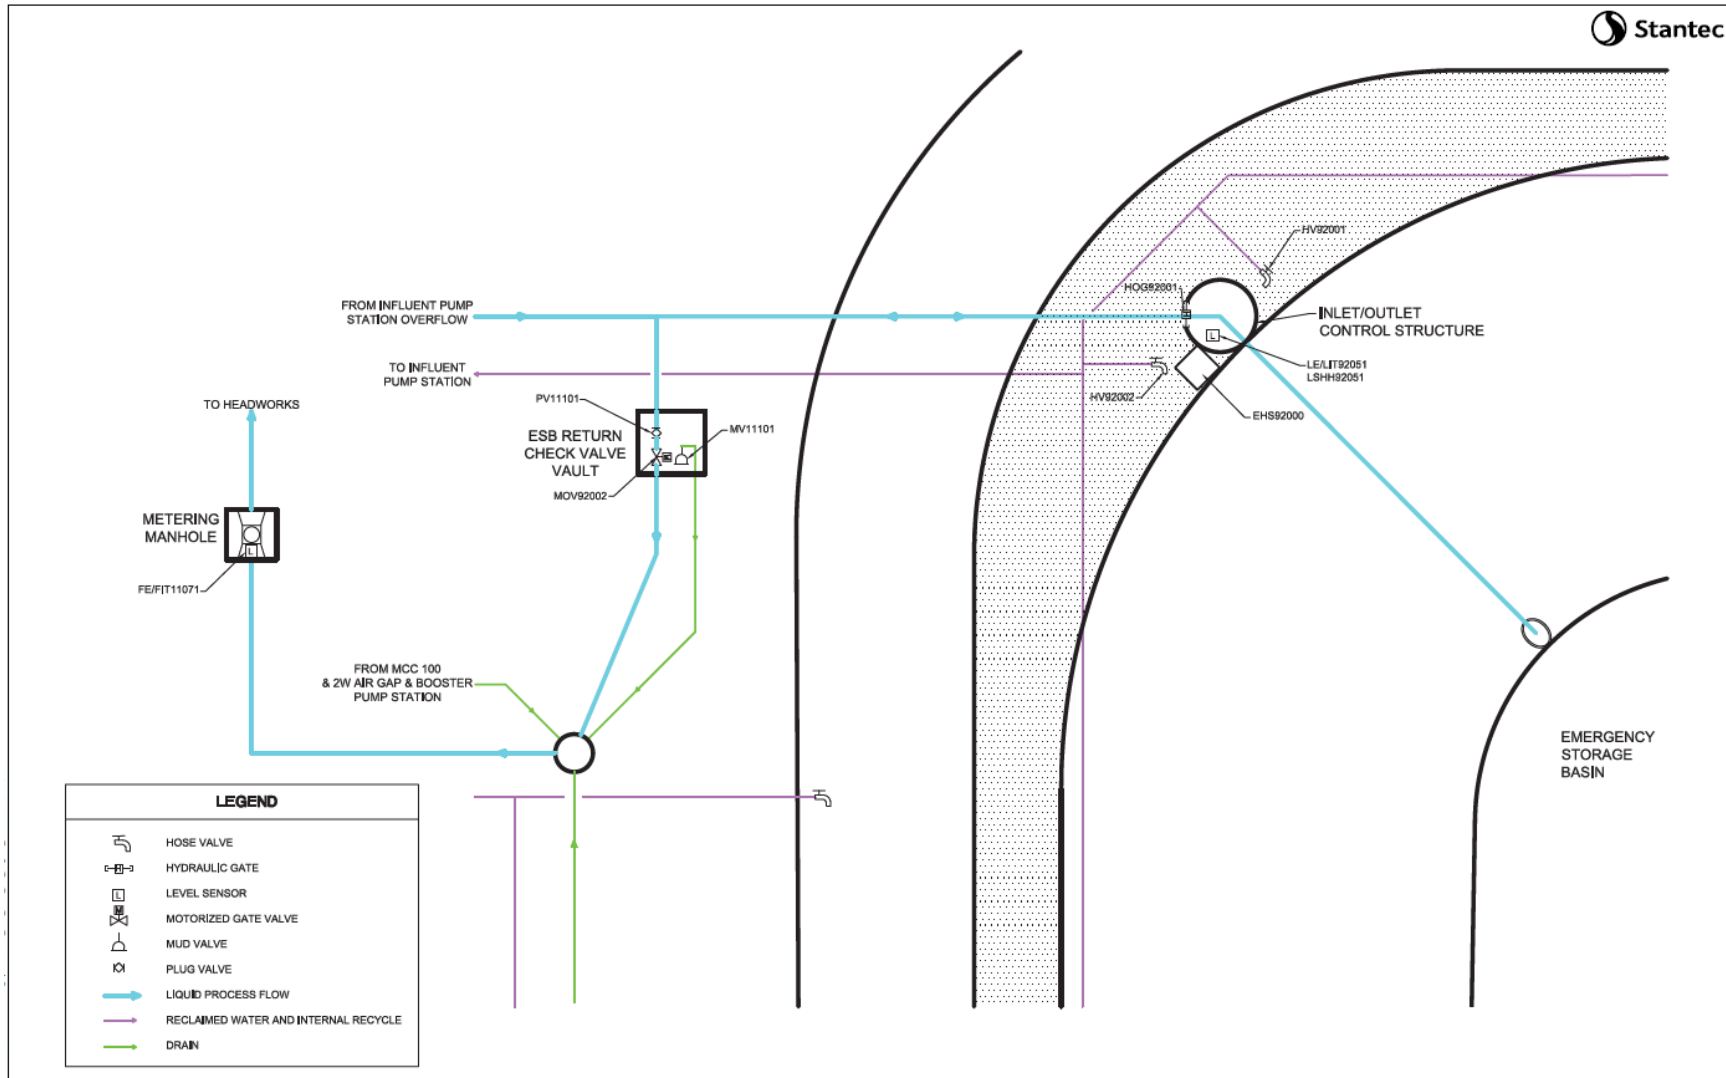 Stantec
HV92001
HOG92001
FROM INFLUENT PUMP
STATION OVERFLOW
INLET/OUTLET
CONTROL STRUCTURE
TO INFLUENT
PUMP STATION
LE/LIT92051
LSHH92051
HV92002
EHS92000
TO HEADWORKS
PV11101
MV11101
ESB RETURN
CHECK VALVE
VAULT
MOV92002
METERING
MANHOLE
L
L
FE/FIT11071
FROM MCC 100
& 2W AIR GAP & BOOSTER
PUMP STATION
EMERGENCY
STORAGE
BASIN
LEGEND
HOSE VALVE
H HYDRAULIC GATE
L LEVEL SENSOR
M MOTORIZED GATE VALVE
MUD VALVE
PLUG VALVE
LIQUID PROCESS FLOW
RECLAIMED WATER AND INTERNAL RECYCLE
DRAIN